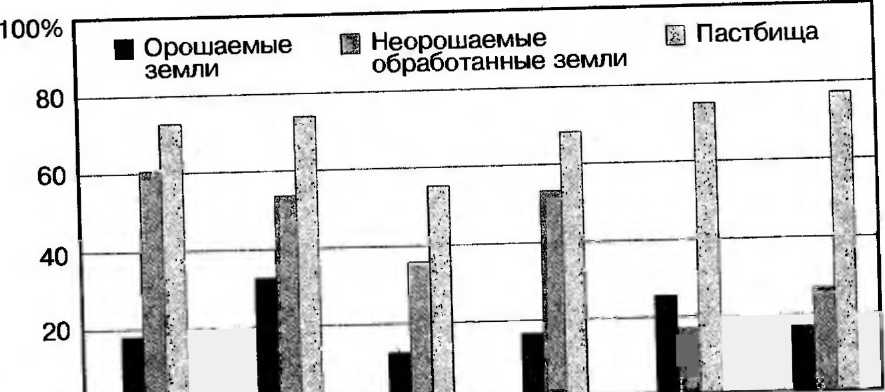 100%
Орошаемые
земли
Неорошаемые
обработанные земли
Пастбища
80
60
40
20